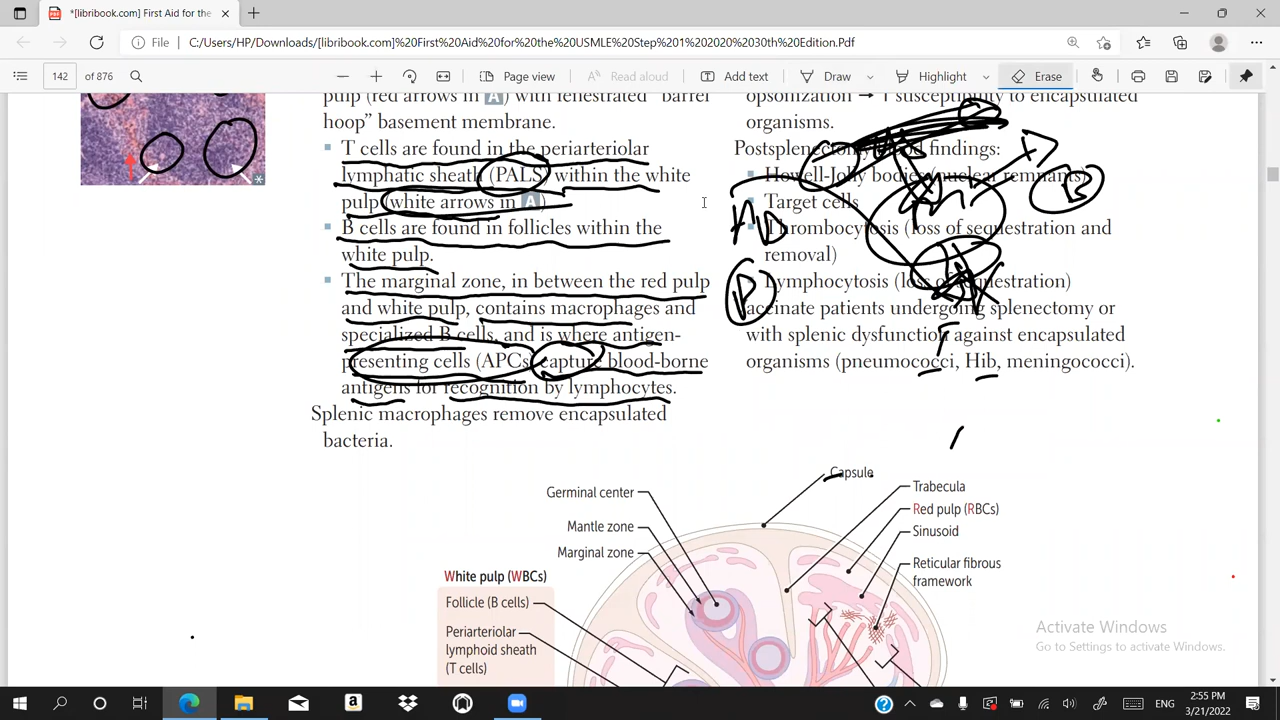 *[libribook.com] First Aid for the
File
C:/Users/HP/Downloads/[libribook.com]%20First%20Aid%20for%20the%20USMLE%20Step%201%202020%2030th%20Edition.Pdf
142 of 876
Page view
Read aloud
Add text
Draw
Highlight
Erase
pulp (red arrows in A) with fenestrated "barrel
hoop" basement membrane.
T cells are found in the periarteriolar
lymphatic sheath (PALS) within the white
pulp (white arrows in A)
B cells are found in follicles within the
white pulp.
The marginal zone, in between the red pulp
and white pulp, contains macrophages and
specialized B cells, and is where antigen-
presenting cells (APCs) capture blood-borne
antigens for recognition by lymphocytes.
Splenic macrophages remove encapsulated
bacteria.
opsonization → ↑ susceptibility to encapsulated
organisms.
Postsplenectomy blood findings:
Howell-Jolly bodies (nuclear remnants)
Target cells
Thrombocytosis (loss of sequestration and
removal)
Lymphocytosis (loss of sequestration)
accinate patients undergoing splenectomy or
with splenic dysfunction against encapsulated
organisms (pneumococci, Hib, meningococci).
B
P
Capsule
Germinal center
Trabecula
Red pulp (RBCs)
Mantle zone
Sinusoid
Marginal zone
Reticular fibrous
framework
White pulp (WBCs)
Follicle (B cells)
Periarteriolar
lymphoid sheath
(T cells)
Activate Windows
Go to Settings to activate Windows.
ENG
2:55 PM
3/21/2022